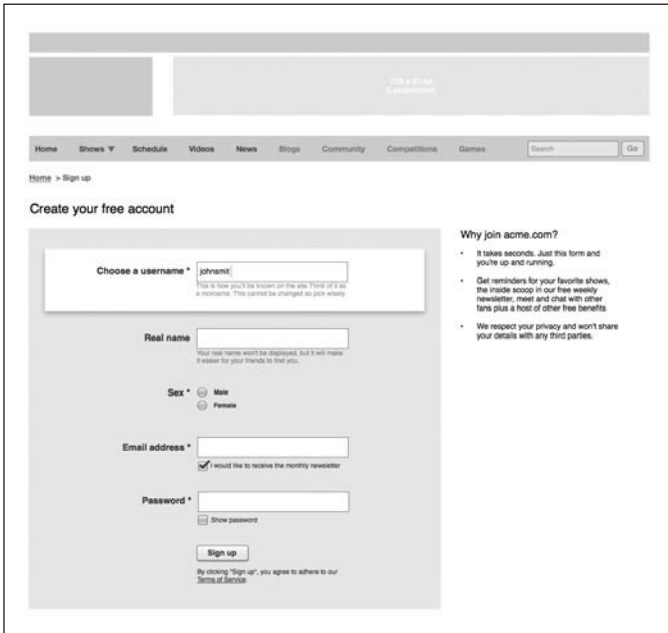 728 x 90 Ad
(Leaderboard)
Home Shows ▼ Schedule Videos News Blogs Community Competitions Games Search Go
Home > Sign up
Create your free account
Choose a username * johnsmit
This is how you'll be known on the site.Think of it as
a nickname. This cannot be changed so pick wisely.
Real name
Your real name won't be displayed, but it will make
it easier for your friends to find you.
Sex * Male
Female
Email address *
I would like to receive the monthly newsletter
Password *
Show password
Sign up
By clicking "Sign up", you agree to adhere to our
Terms of Service.
Why join acme.com?
• It takes seconds. Just this form and
you're up and running.
• Get reminders for your favorite shows,
the inside scoop in our free weekly
newsletter, meet and chat with other
fans plus a host of other free benefits
• We respect your privacy and won't share
your details with any third parties.